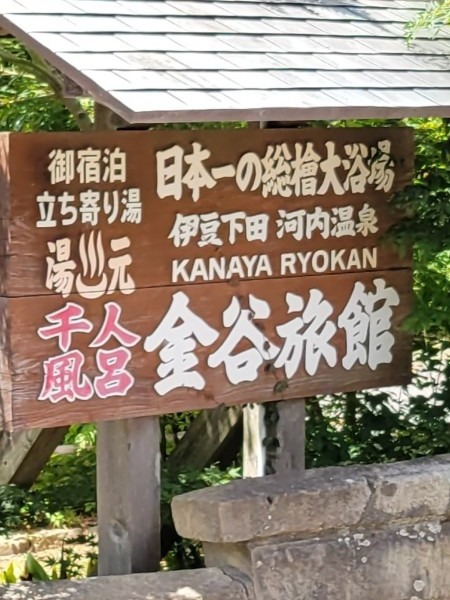 御宿泊
立ち寄り湯
湯♨元
千人
風呂
日本一の総檜大浴場
伊豆下田 河内温泉
KANAYA RYOKAN
金谷旅館